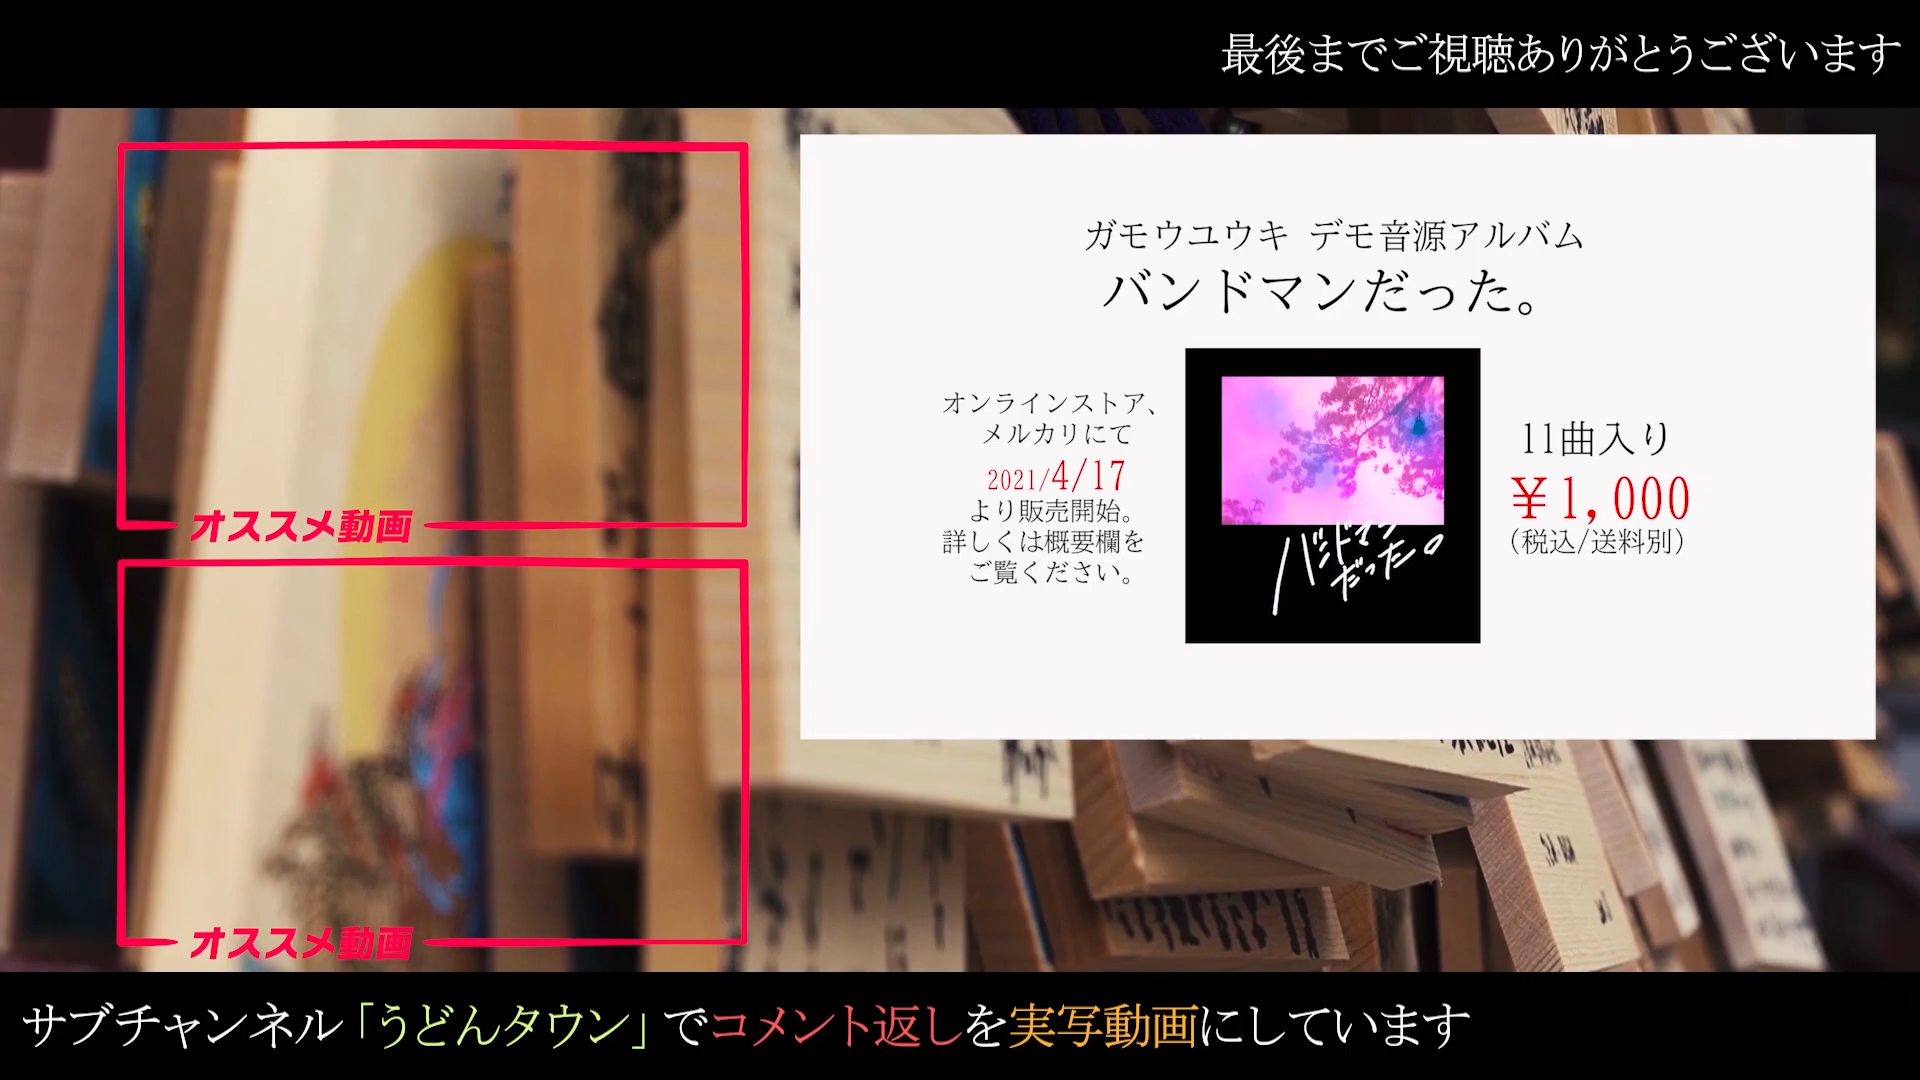 最後までご視聴ありがとうございます
ガモウユウキ デモ音源アルバム
バンドマンだった。
オンラインストア、
メルカリにて
2021/4/17
より販売開始。
詳しくは概要欄を
ご覧ください。
バンドマン
だった。
11曲入り
￥1,000
(税込/送料別)
オススメ動画
オススメ動画
サブチャンネル「うどんタウン」でコメント返しを実写動画にしています